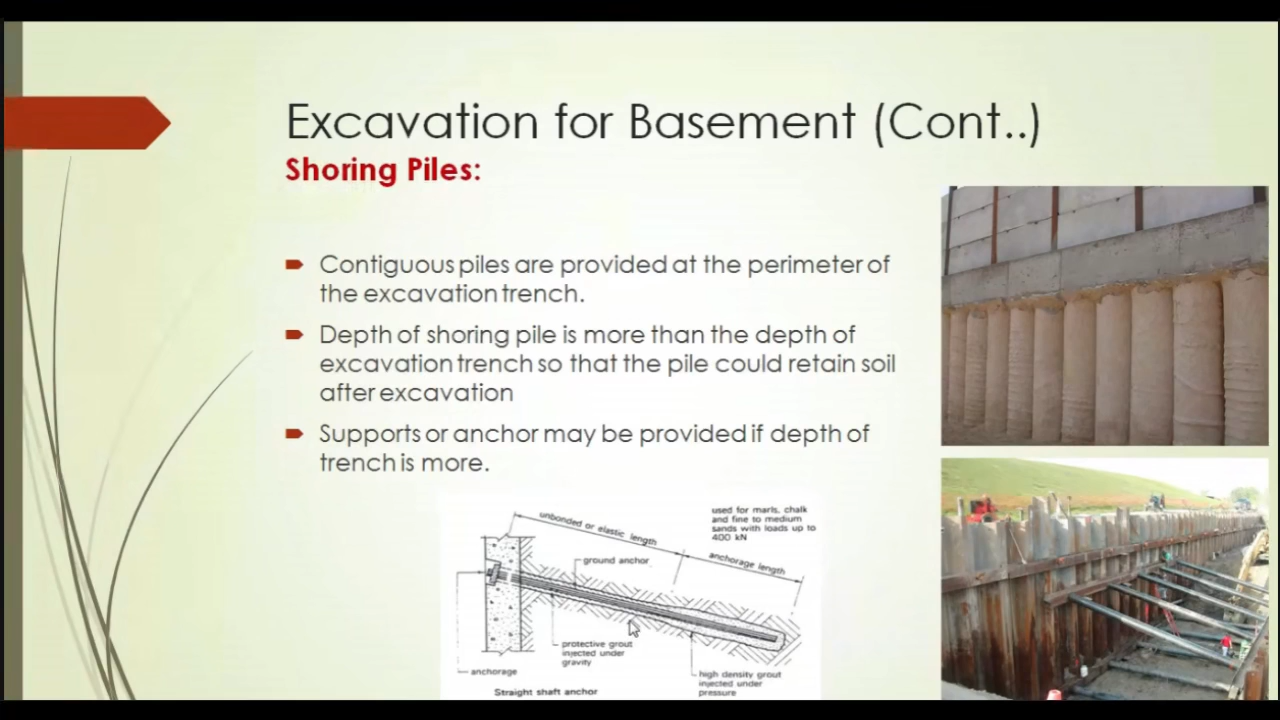 Excavation for Basement (Cont..)
Shoring Piles:
Contiguous piles are provided at the perimeter of
the excavation trench.
Depth of shoring pile is more than the depth of
excavation trench so that the pile could retain soil
after excavation
Supports or anchor may be provided if depth of
trench is more.
unbonded or elastic length
used for marls, chalk
and fine to medium
sands with loads up to
400 kN
anchorage length
ground anchor
protective grout
injected under
gravity
anchorage
high density grout
injected under
pressure
Straight shaft anchor